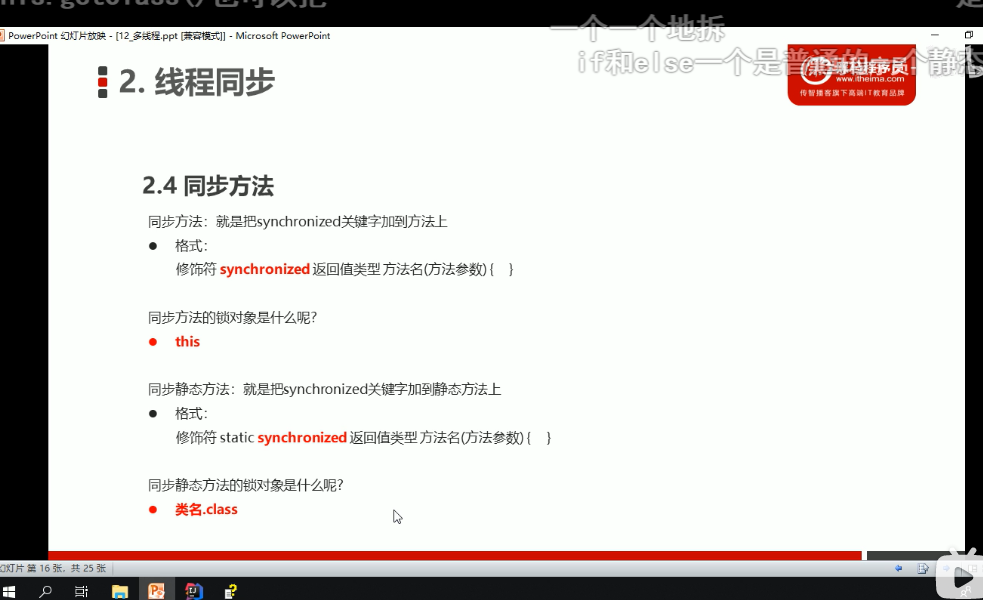 也可以把
一个一个地拆
PowerPoint 幻灯片放映 - [12_多线程.ppt [兼容模式]] - Microsoft PowerPoint
if和else一个是普通的一个静态
2. 线程同步
www.itheima.com
传智播客旗下高端IT教育品牌
2.4 同步方法
同步方法：就是把synchronized关键字加到方法上
● 格式：
修饰符 synchronized 返回值类型 方法名(方法参数) { }
同步方法的锁对象是什么呢?
● this
同步静态方法：就是把synchronized关键字加到静态方法上
● 格式：
修饰符 static synchronized 返回值类型 方法名(方法参数) { }
同步静态方法的锁对象是什么呢?
● 类名.class
幻灯片 第 16 张，共 25 张